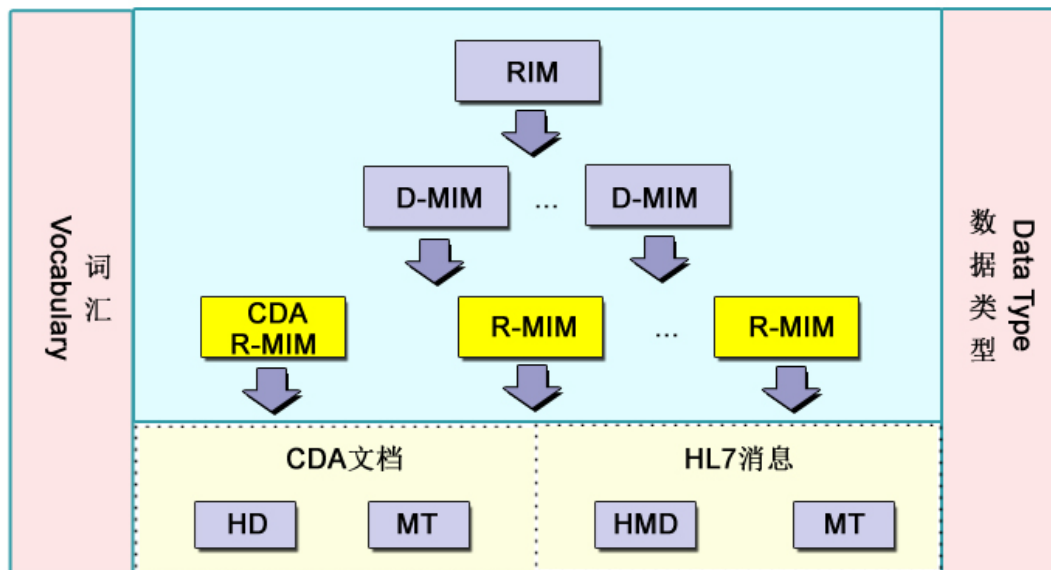 Vocabulary
词汇
RIM
D-MIM
...
D-MIM
CDA
R-MIM
R-MIM
...
R-MIM
CDA文档
HD
MT
HL7消息
HMD
MT
数据类型
Data Type